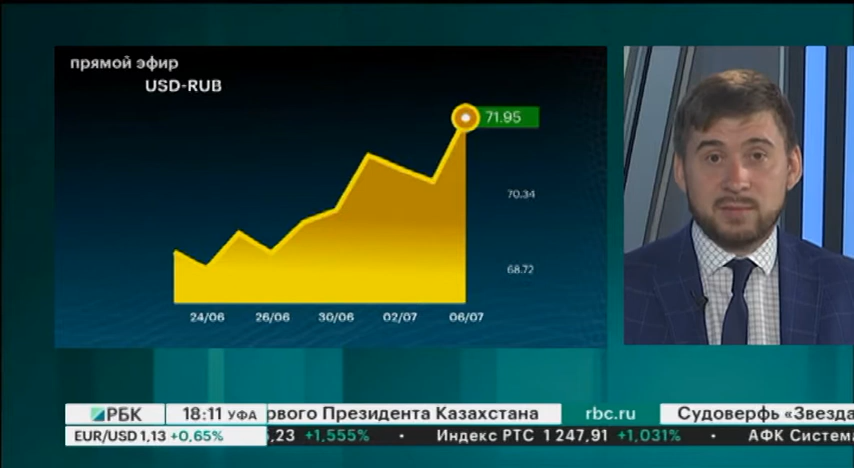 прямой эфир
USD-RUB
71.95
70.34
68.72
24/06 26/06 30/06 02/07 06/07
РБК 18:11 УФА Президента Казахстана rbc.ru Судоверфь «Звезда
EUR/USD 1,13 +0,65% ,23 +1,555% • Индекс РТС 1 247,91 +1,031% • АФК Система